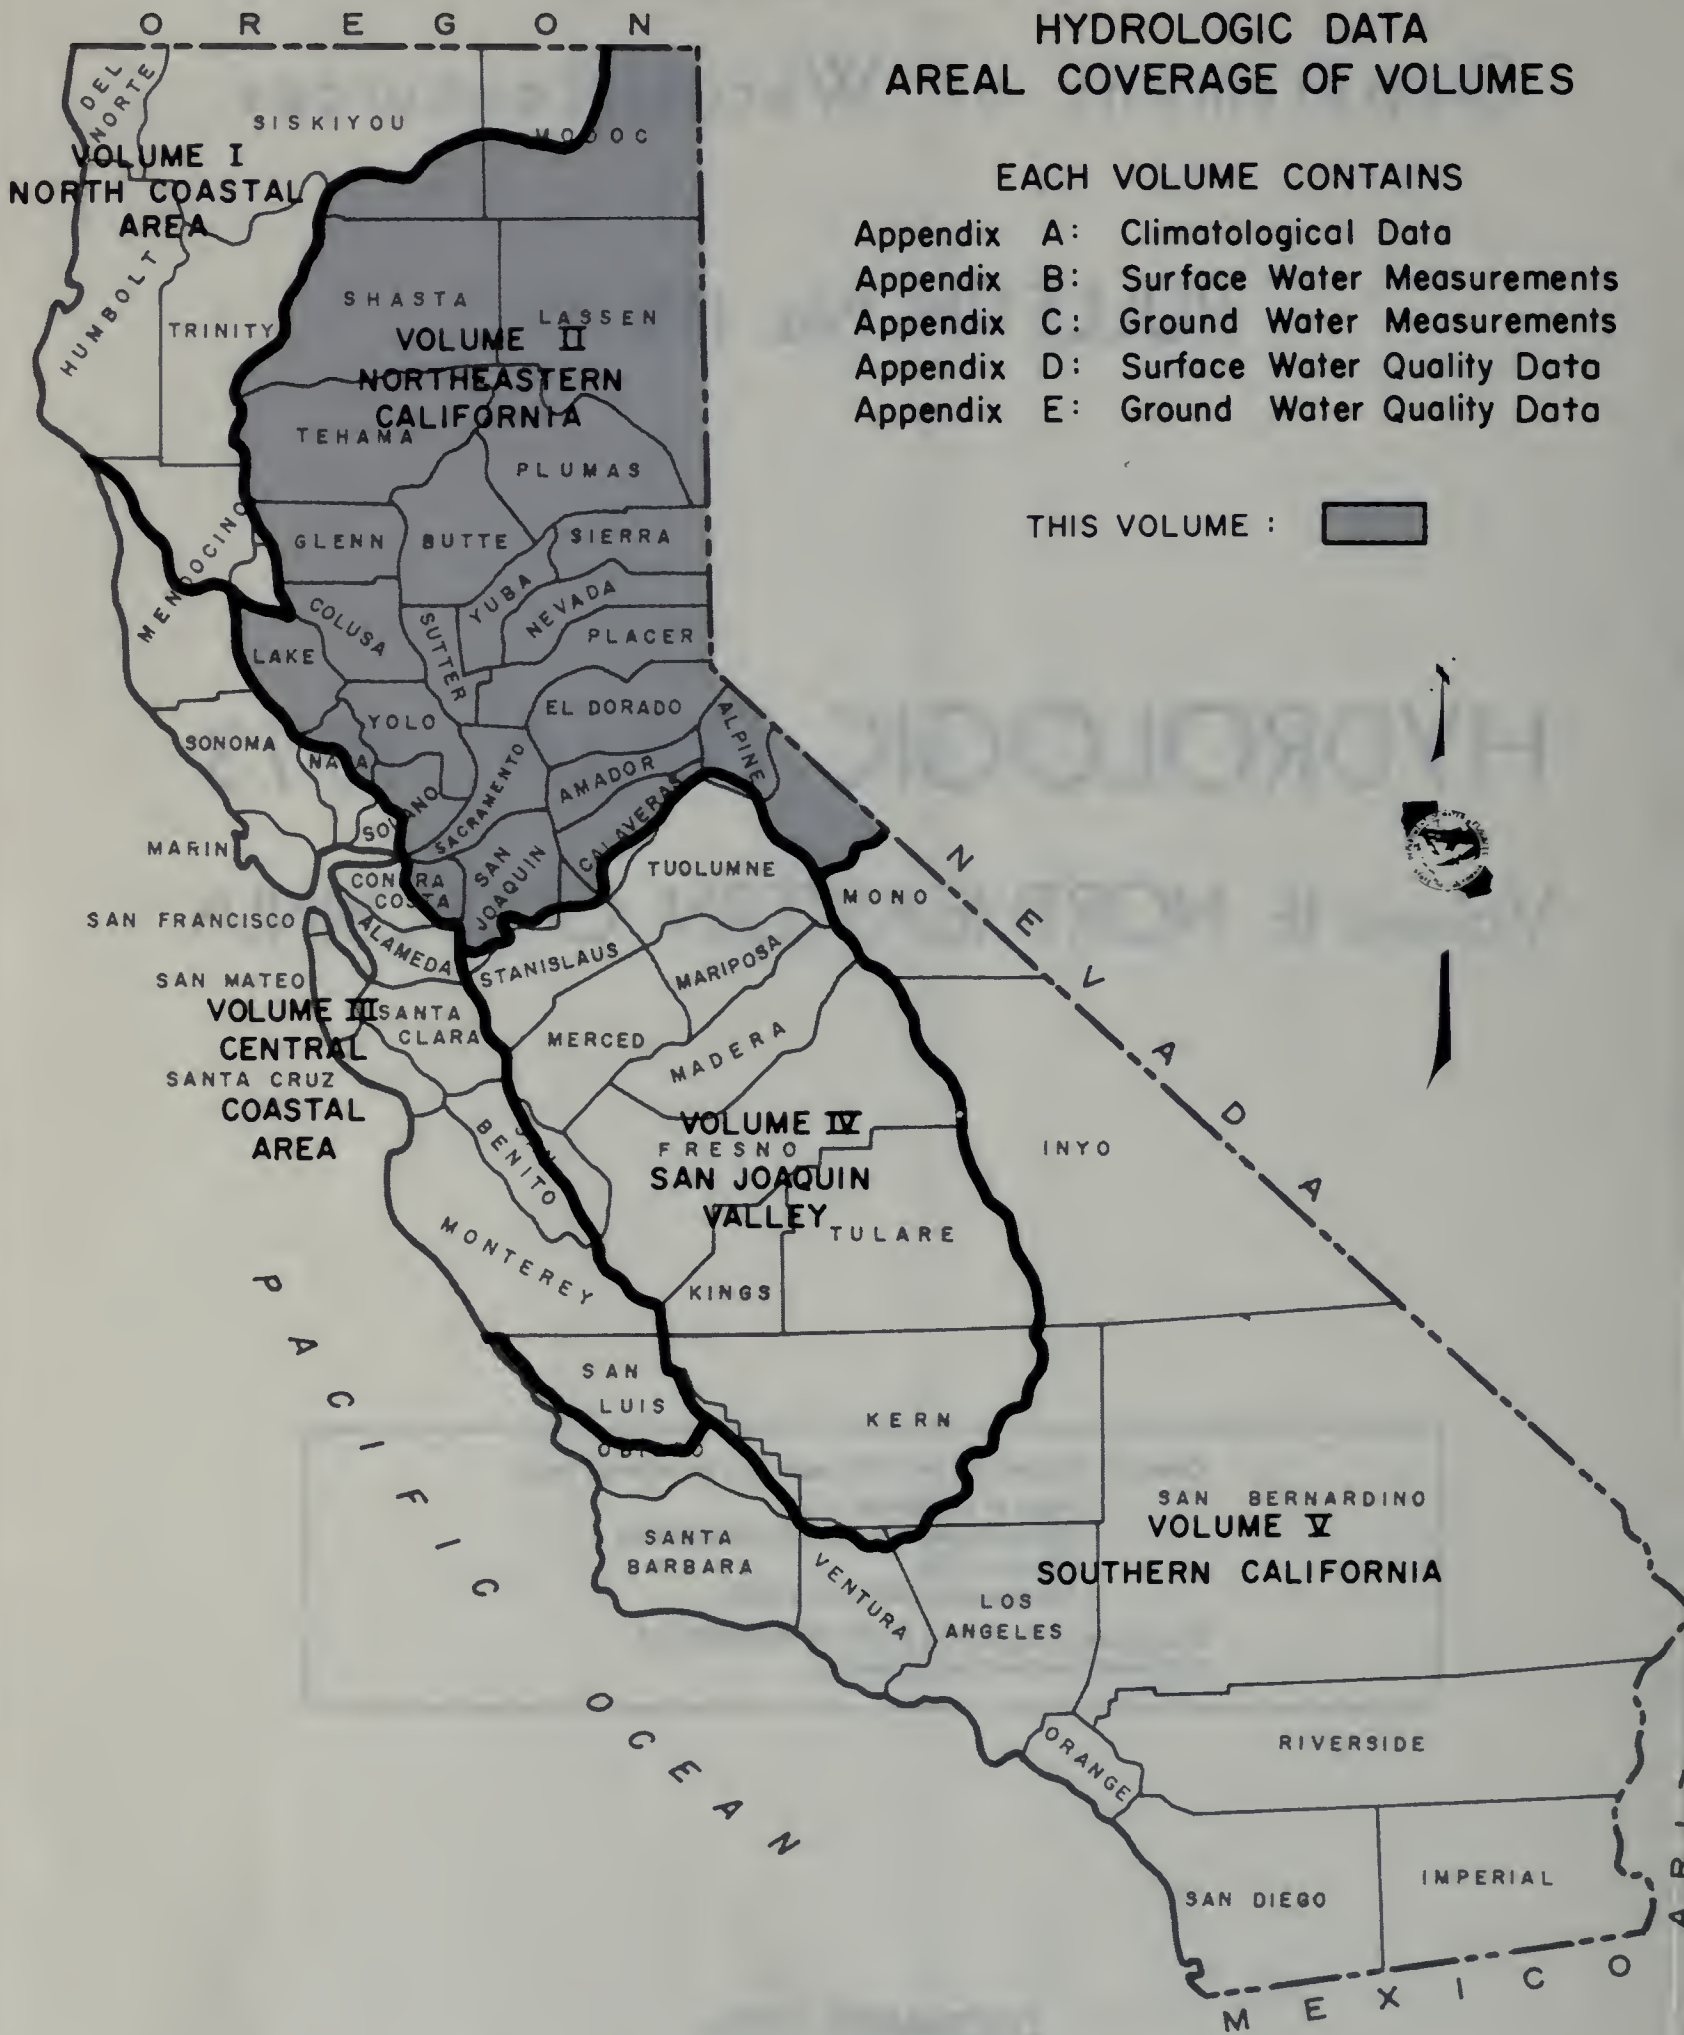 OREGON
HYDROLOGIC DATA
AREAL COVERAGE OF VOLUMES
EACH VOLUME CONTAINS
Appendix A: Climatological Data
Appendix B: Surface Water Measurements
Appendix C: Ground Water Measurements
Appendix D: Surface Water Quality Data
Appendix E: Ground Water Quality Data
THIS VOLUME :
DEL
NORTE
SISKIYOU
MODOC
VOLUME I
NORTH COASTAL
AREA
HUMBOLT
TRINITY
SHASTA
LASSEN
VOLUME II
NORTHEASTERN
CALIFORNIA
TEHAMA
PLUMAS
MENDOCINO
GLENN
BUTTE
SIERRA
YUBA
NEVADA
COLUSA
SUTTER
PLACER
LAKE
YOLO
EL DORADO
ALPINE
SONOMA
NAPA
SACRAMENTO
AMADOR
SOLANO
CALAVERAS
MARIN
CONTRA
COSTA
SAN
JOAQUIN
TUOLUMNE
MONO
NEVADA
SAN FRANCISCO
ALAMEDA
STANISLAUS
MARIPOSA
SAN MATEO
VOLUME III
CENTRAL
SANTA CRUZ
COASTAL
AREA
SANTA
CLARA
MERCED
MADERA
SAN
BENITO
VOLUME IV
FRESNO
SAN JOAQUIN
VALLEY
INYO
MONTEREY
TULARE
KINGS
PACIFIC OCEAN
SAN
LUIS
OBISPO
KERN
SAN BERNARDINO
VOLUME V
SOUTHERN CALIFORNIA
SANTA
BARBARA
VENTURA
LOS
ANGELES
ORANGE
RIVERSIDE
SAN DIEGO
IMPERIAL
MEXICO